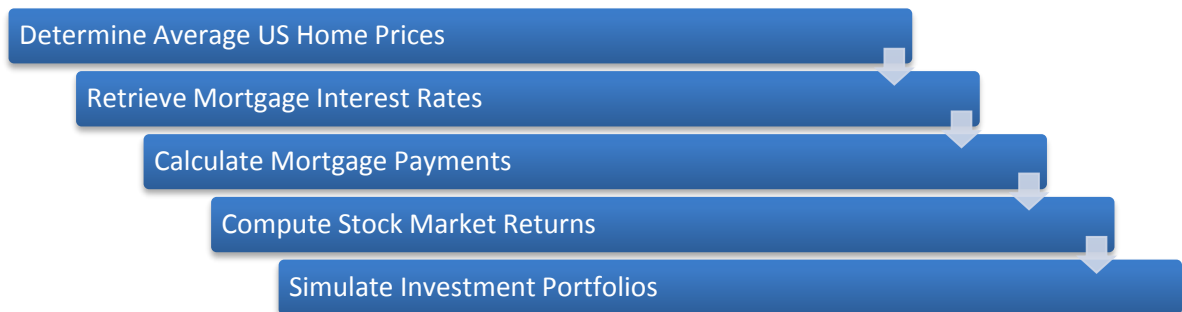 Determine Average US Home Prices
Retrieve Mortgage Interest Rates
Calculate Mortgage Payments
Compute Stock Market Returns
Simulate Investment Portfolios